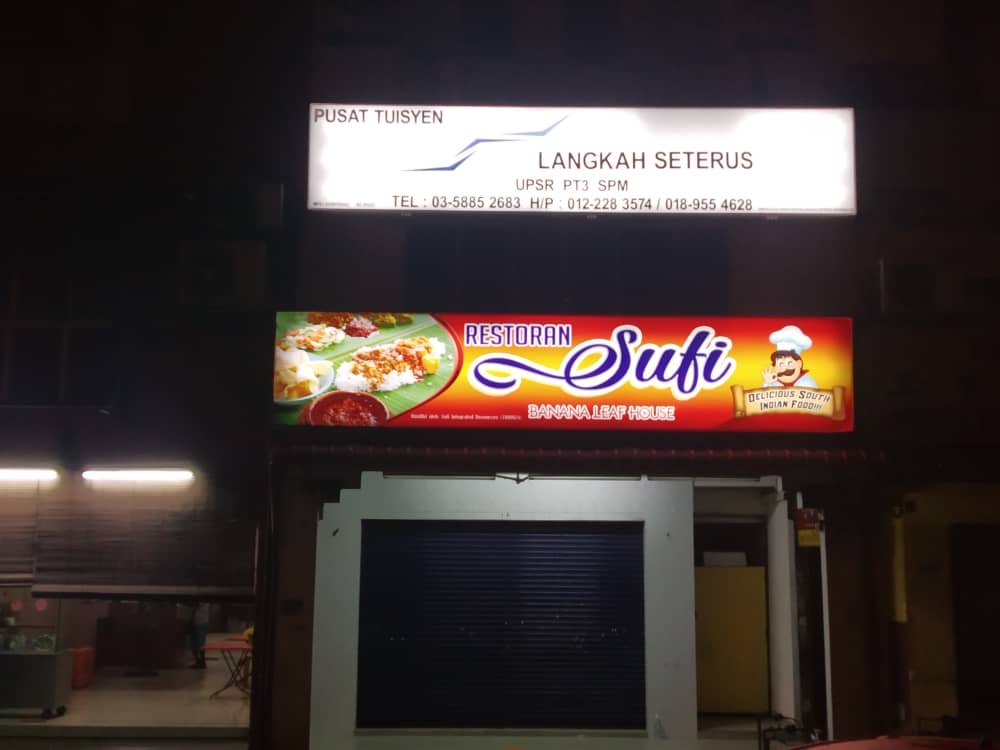 PUSAT TUISYEN
LANGKAH SETERUS
UPSR PT3 SPM
TEL : 03-5885 2683 H/P : 012-228 3574 / 018-955 4628
RESTORAN
Sufi
BANANA LEAF HOUSE
DELICIOUS SOUTH
INDIAN FOOD!!!